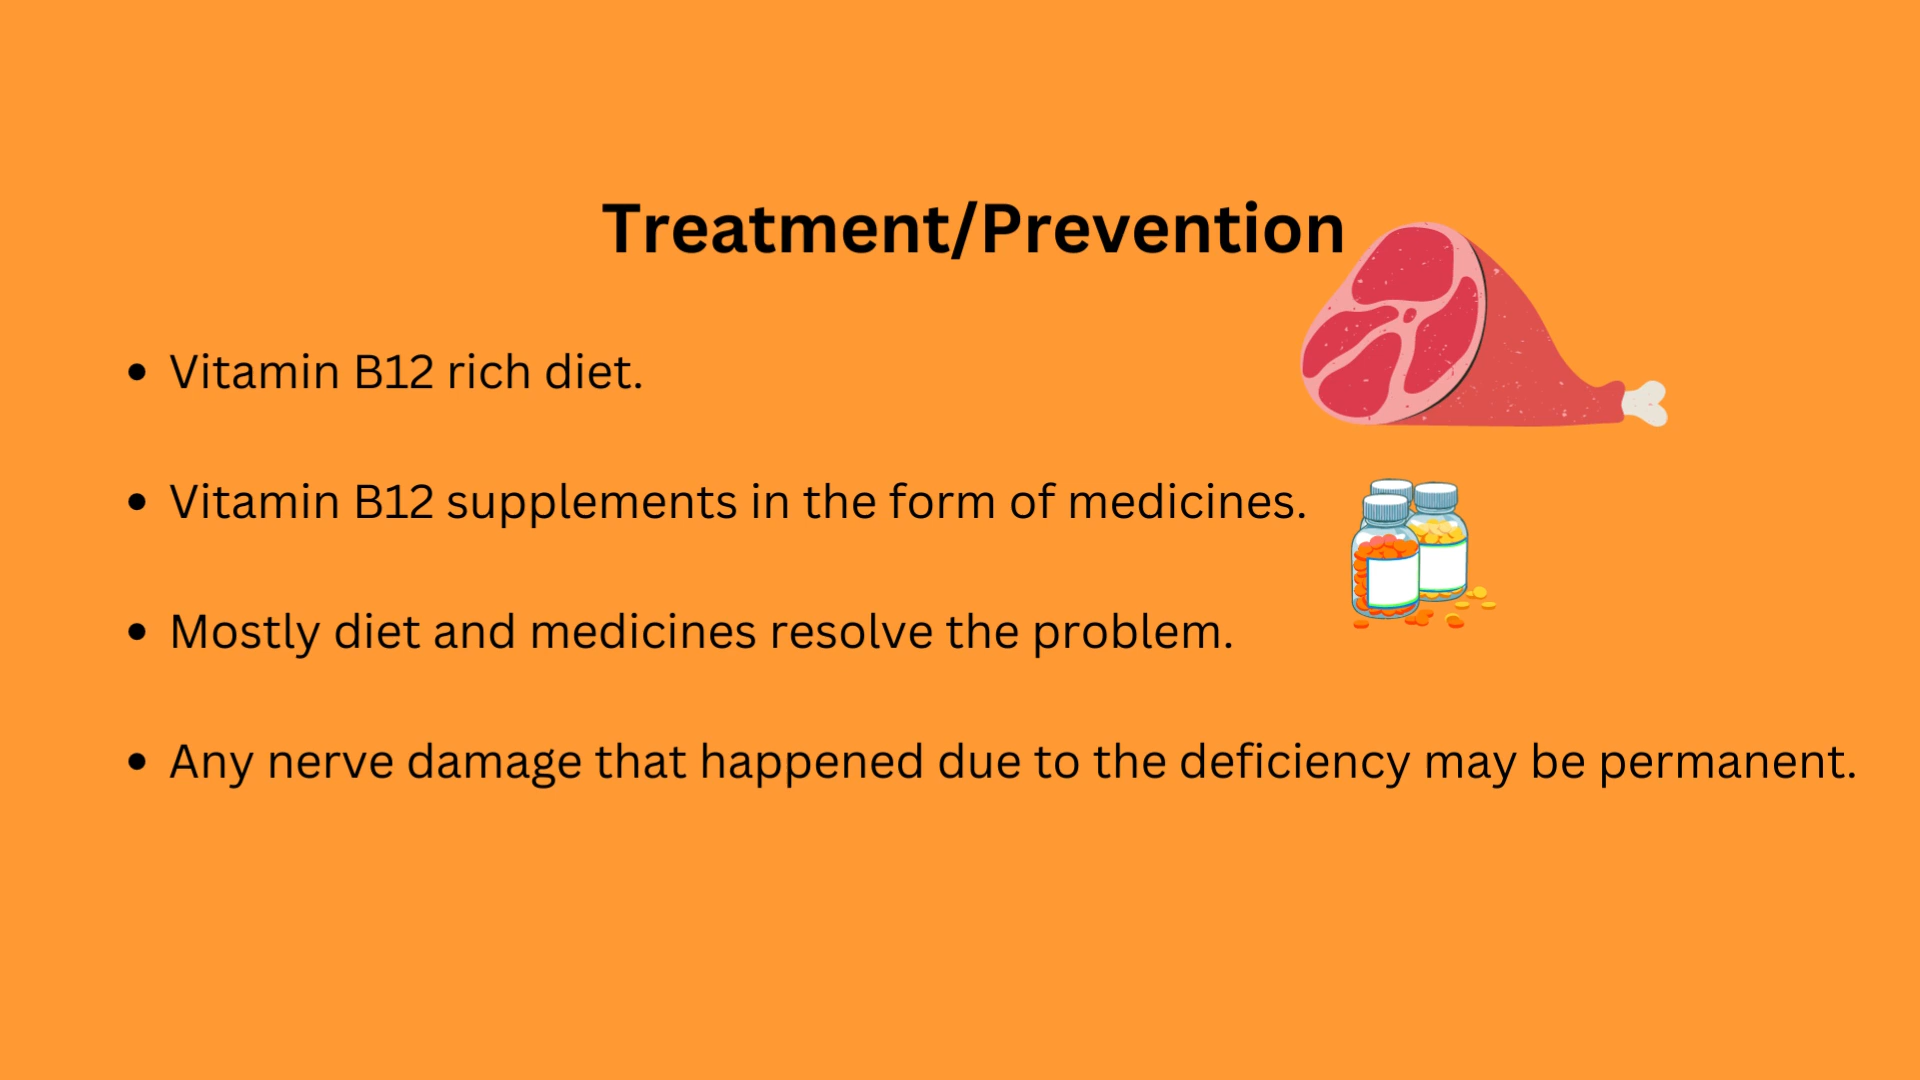 Treatment/Prevention
• Vitamin B12 rich diet.
• Vitamin B12 supplements in the form of medicines.
• Mostly diet and medicines resolve the problem.
• Any nerve damage that happened due to the deficiency may be permanent.